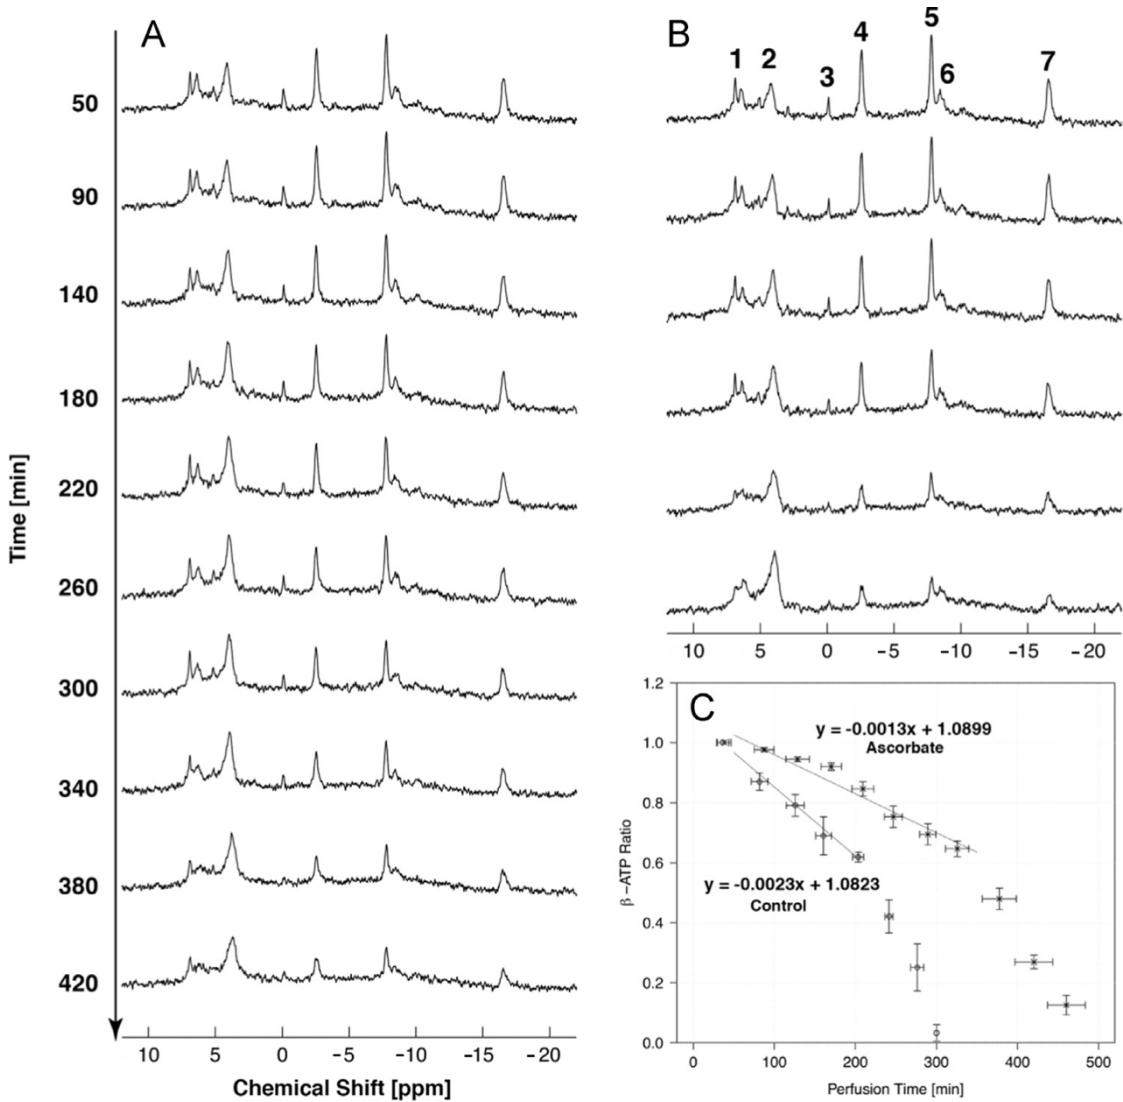 A
50
90
140
180
220
260
300
340
380
420
Time [min]
10 5 0 −5 −10 −15 −20
Chemical Shift [ppm]
B
1 2 3 4 5 6 7
10 5 0 −5 −10 −15 −20
C
1.2
1.0
0.8
0.6
0.4
0.2
0.0
β −ATP Ratio
y = -0.0013x + 1.0899
Ascorbate
y = -0.0023x + 1.0823
Control
0 100 200 300 400 500
Perfusion Time [min]